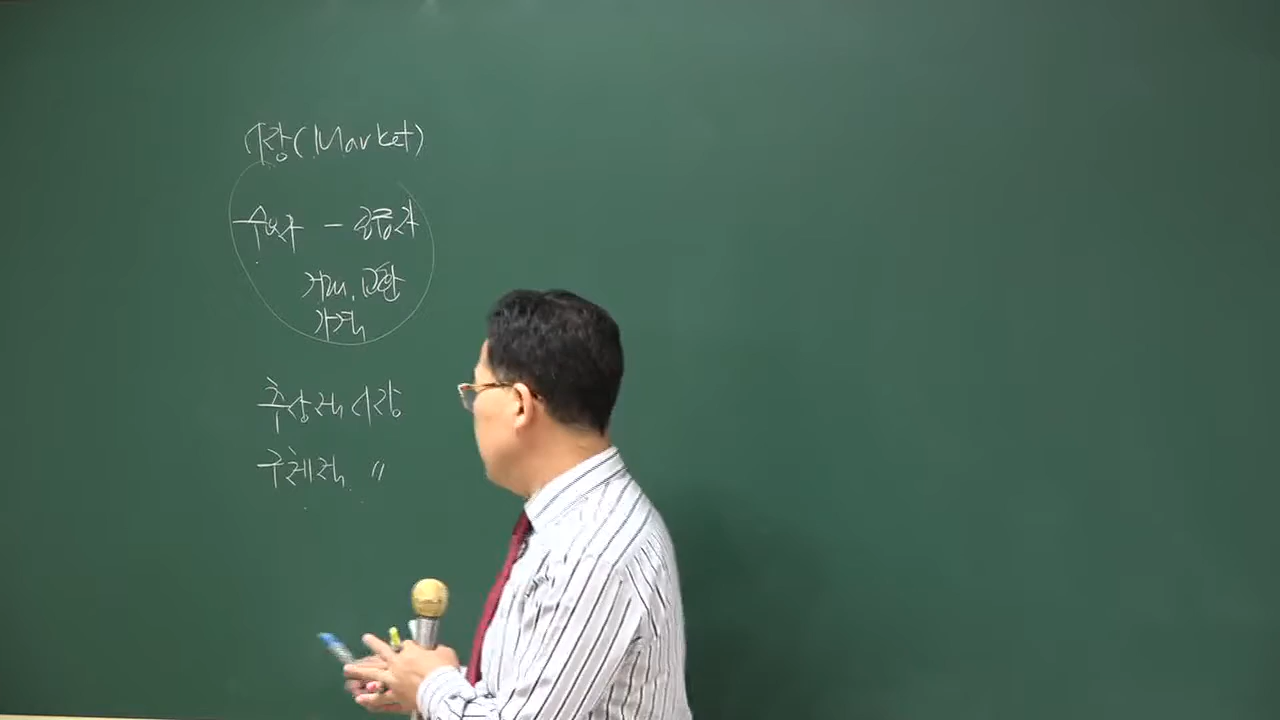 시장(Market)
수요자 - 공급자
거래, 교환
가격
추상적 시장
구체적 〃